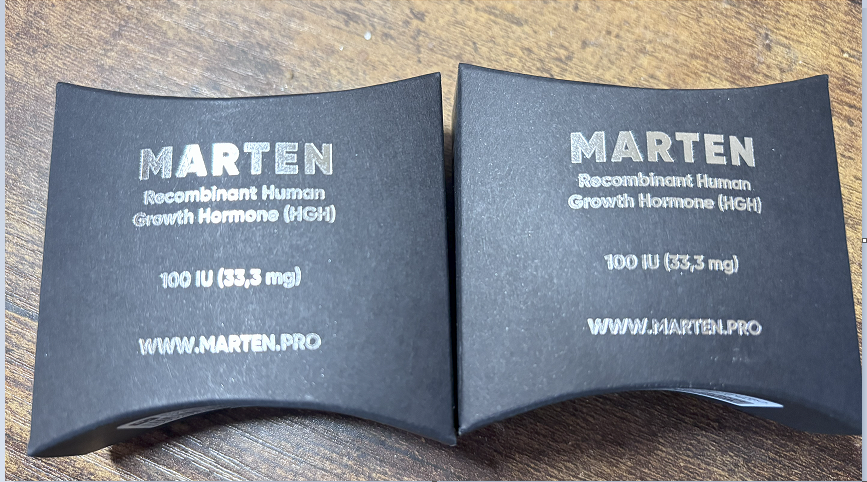 MARTEN
Recombinant Human
Growth Hormone (HGH)
100 IU (33,3 mg)
WWW.MARTEN.PRO
MARTEN
Recombinant Human
Growth Hormone (HGH)
100 IU (33,3 mg)
WWW.MARTEN.PRO